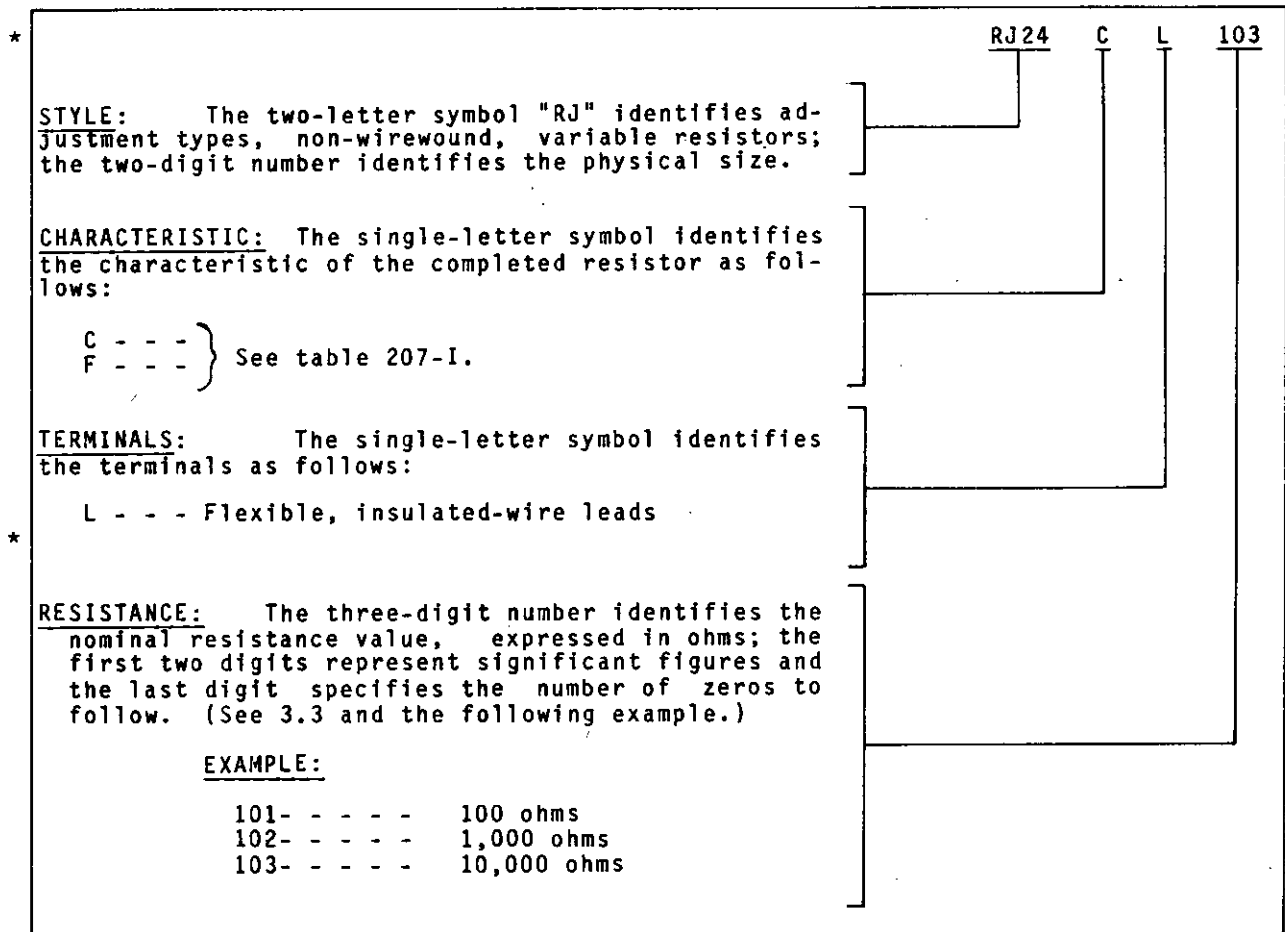 * RJ24 C L 103
STYLE: The two-letter symbol "RJ" identifies ad-
justment types, non-wirewound, variable resistors;
the two-digit number identifies the physical size.
CHARACTERISTIC: The single-letter symbol identifies
the characteristic of the completed resistor as fol-
lows:
C - - -
F - - - } See table 207-I.
TERMINALS: The single-letter symbol identifies
the terminals as follows:
L - - - Flexible, insulated-wire leads
*
RESISTANCE: The three-digit number identifies the
nominal resistance value, expressed in ohms; the
first two digits represent significant figures and
the last digit specifies the number of zeros to
follow. (See 3.3 and the following example.)
EXAMPLE:
101- - - - - 100 ohms
102- - - - - 1,000 ohms
103- - - - - 10,000 ohms